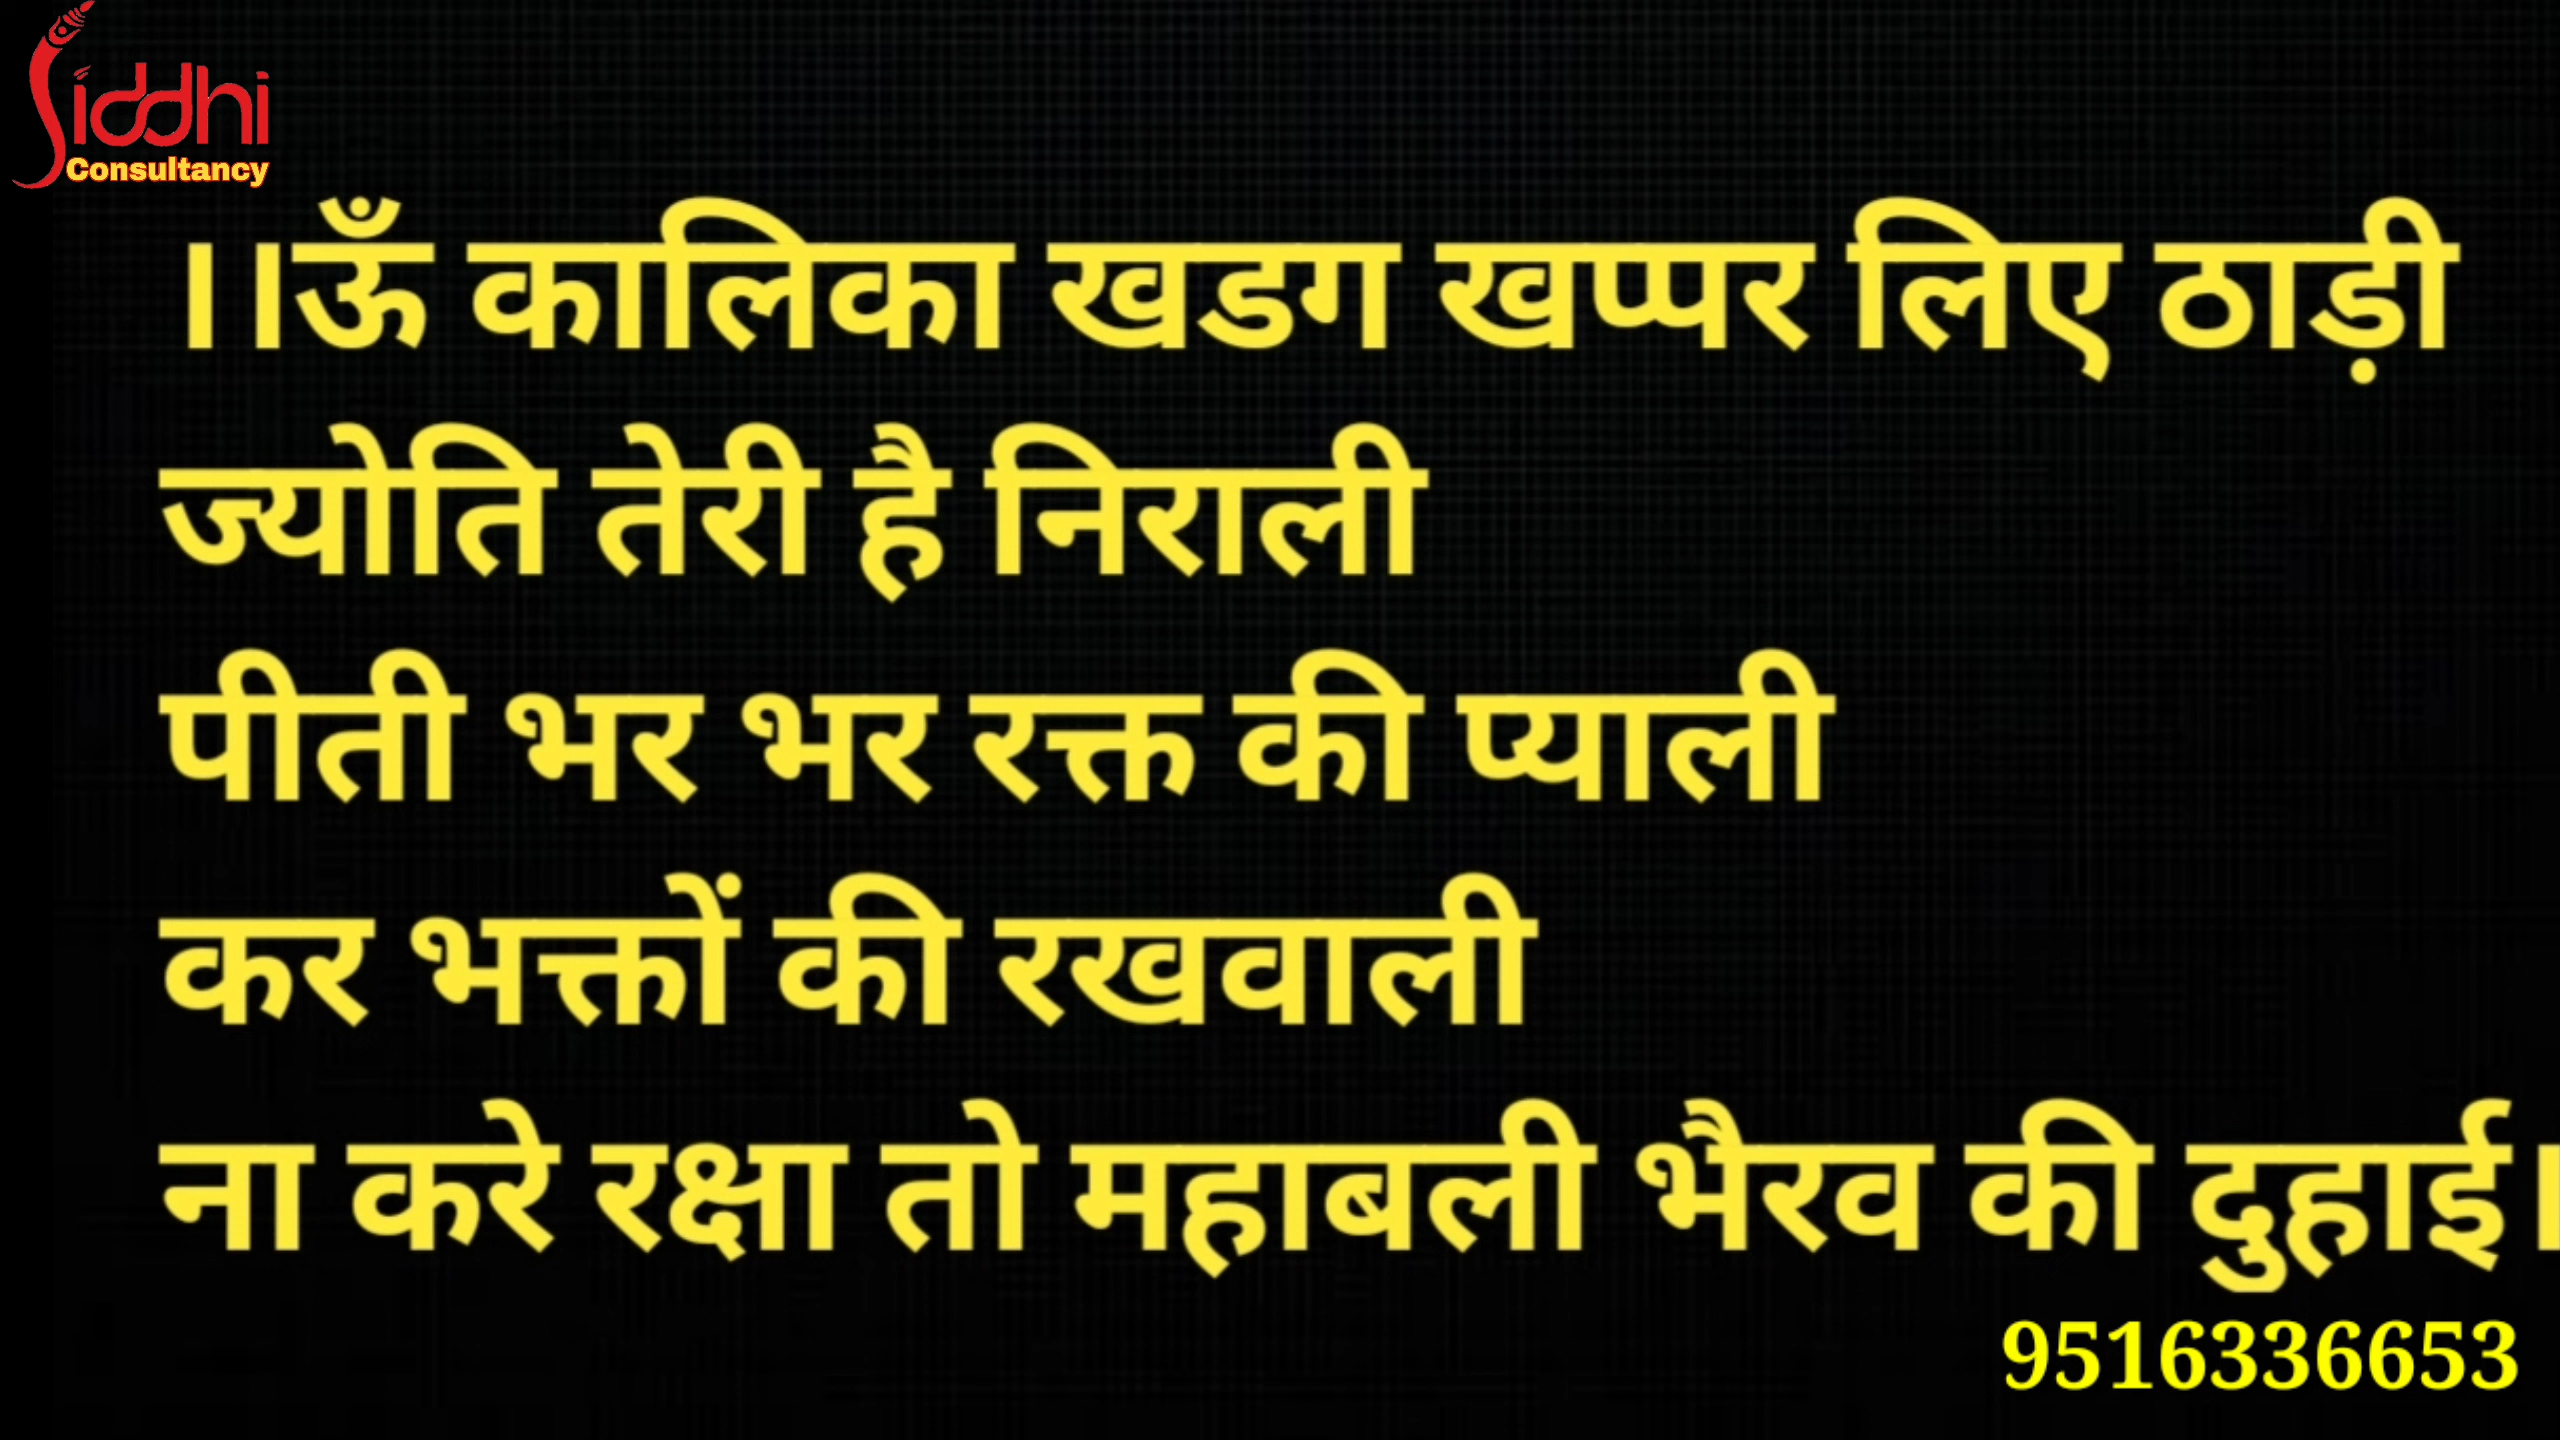 Siddhi
Consultancy
।।ऊँ कालिका खडग खप्पर लिए ठाड़ी
ज्योति तेरी है निराली
पीती भर भर रक्त की प्याली
कर भक्तों की रखवाली
ना करे रक्षा तो महाबली भैरव की दुहाई।
9516336653